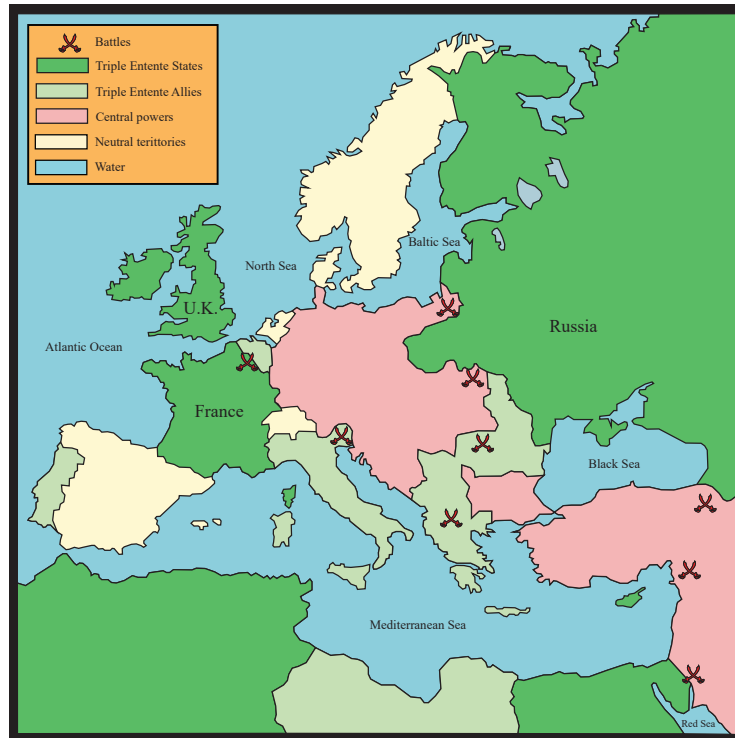 Battles
Triple Entente States
Triple Entente Allies
Central powers
Neutral teritories
Water
North Sea
Baltic Sea
U.K.
Russia
Atlantic Ocean
France
Black Sea
Mediterranean Sea
Red Sea